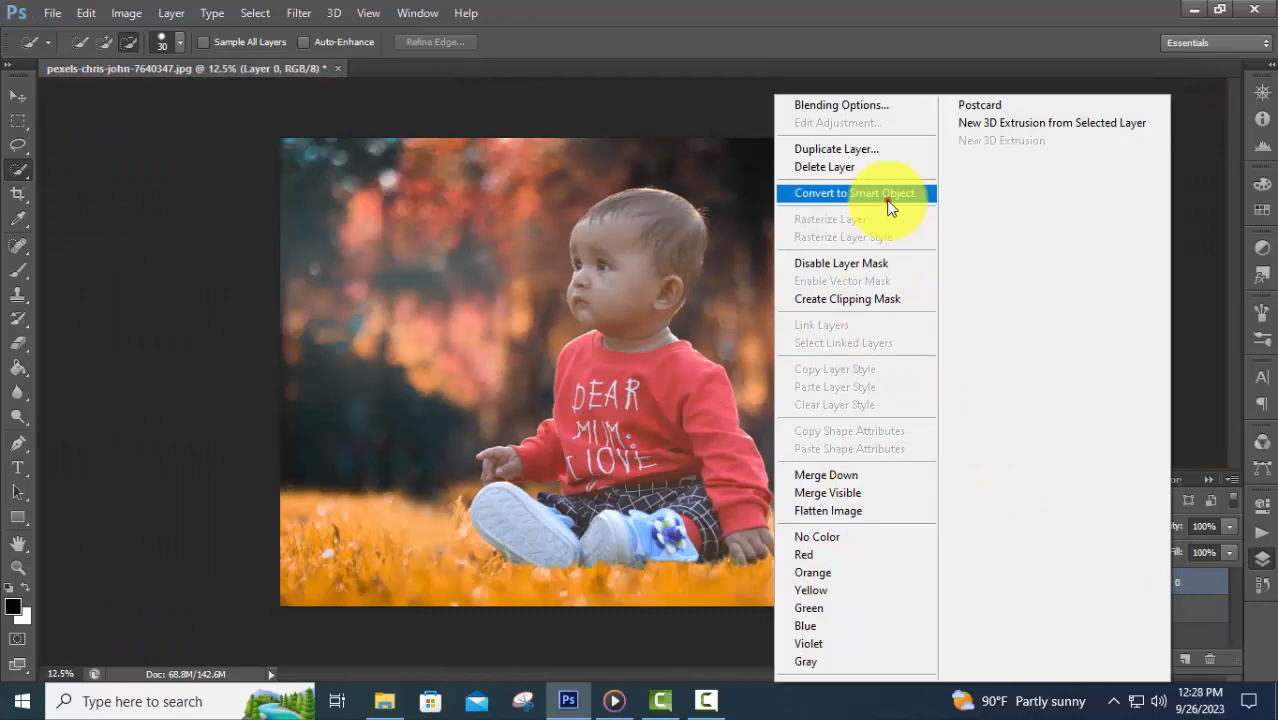 Ps File Edit Image Layer Type Select Filter 3D View Window Help
30 Sample All Layers Auto-Enhance Refine Edge... Essentials
pexels-chris-john-7640347.jpg @ 12.5% (Layer 0, RGB/8) * ×
Blending Options...
Edit Adjustment...
Duplicate Layer...
Delete Layer
Convert to Smart Object
Rasterize Layer
Rasterize Layer Style
Disable Layer Mask
Enable Vector Mask
Create Clipping Mask
Link Layers
Select Linked Layers
Copy Layer Style
Paste Layer Style
Clear Layer Style
Copy Shape Attributes
Paste Shape Attributes
Merge Down
Merge Visible
Flatten Image
No Color
Red
Orange
Yellow
Green
Blue
Violet
Gray
Postcard
New 3D Extrusion from Selected Layer
New 3D Extrusion
DEAR
MUM.
I LOVE
100%
100%
0
12.5% Doc: 68.8M/142.6M
Type here to search
Ps
90°F Partly sunny
12:28 PM
9/26/2023